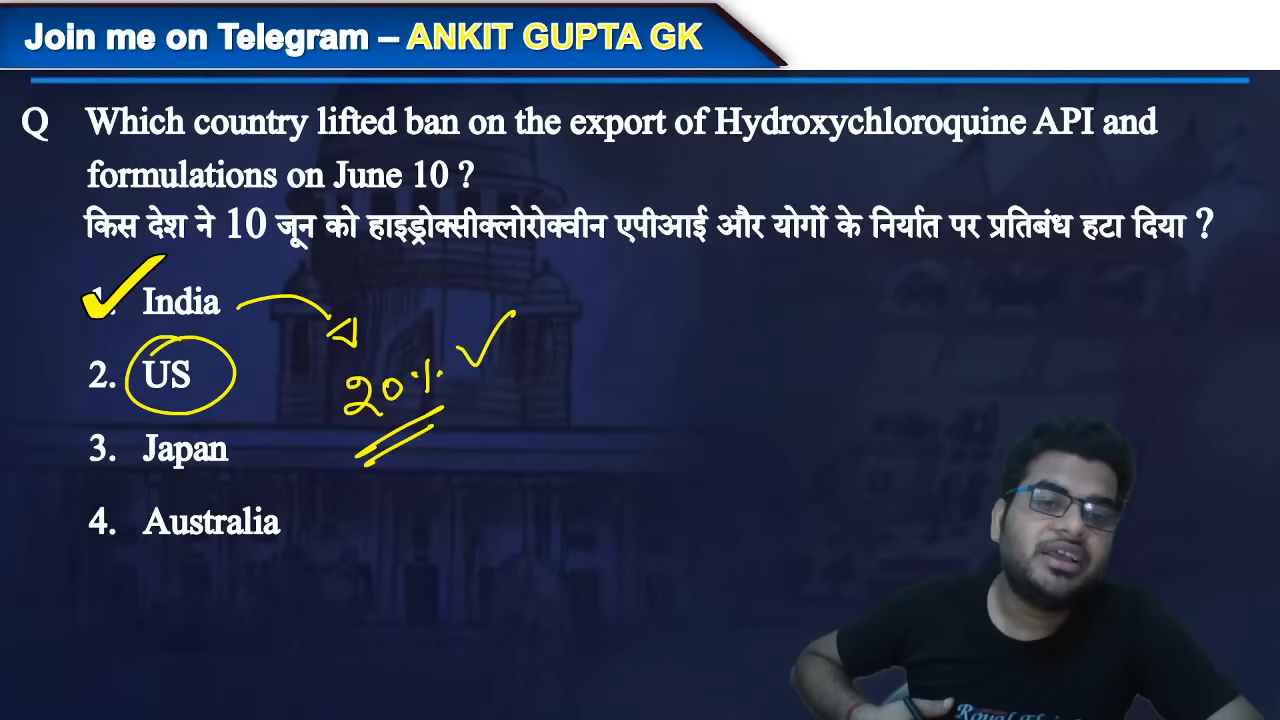 Join me on Telegram – ANKIT GUPTA GK
Q Which country lifted ban on the export of Hydroxychloroquine API and
formulations on June 10 ?
किस देश ने 10 जून को हाइड्रोक्सीक्लोरोक्वीन एपीआई और योगों के निर्यात पर प्रतिबंध हटा दिया ?
1. India
2. US
20%
3. Japan
4. Australia